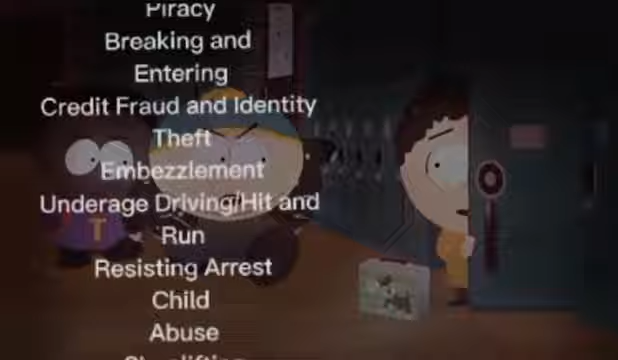 Piracy
Breaking and
Entering
Credit Fraud and Identity
Theft
Embezzlement
Underage Driving/Hit and
Run
Resisting Arrest
Child
Abuse
T